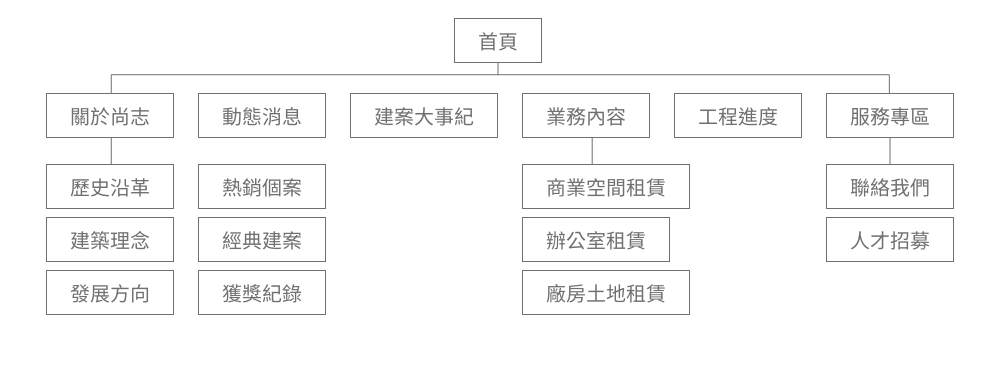 首頁
關於尚志
動態消息
建案大事紀
業務內容
工程進度
服務專區
歷史沿革
熱銷個案
商業空間租賃
聯絡我們
建築理念
經典建案
辦公室租賃
人才招募
發展方向
獲獎紀錄
廠房土地租賃